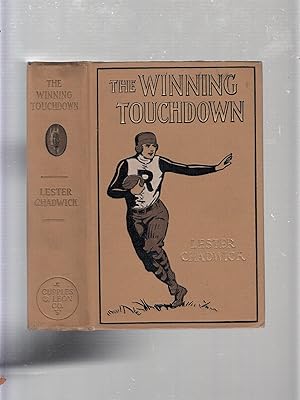 THE
WINNING
TOUCHDOWN
LESTER
CHADWICK
CUPPLES
& LEON
CO.
THE WINNING
TOUCHDOWN
R
LESTER
CHADWICK